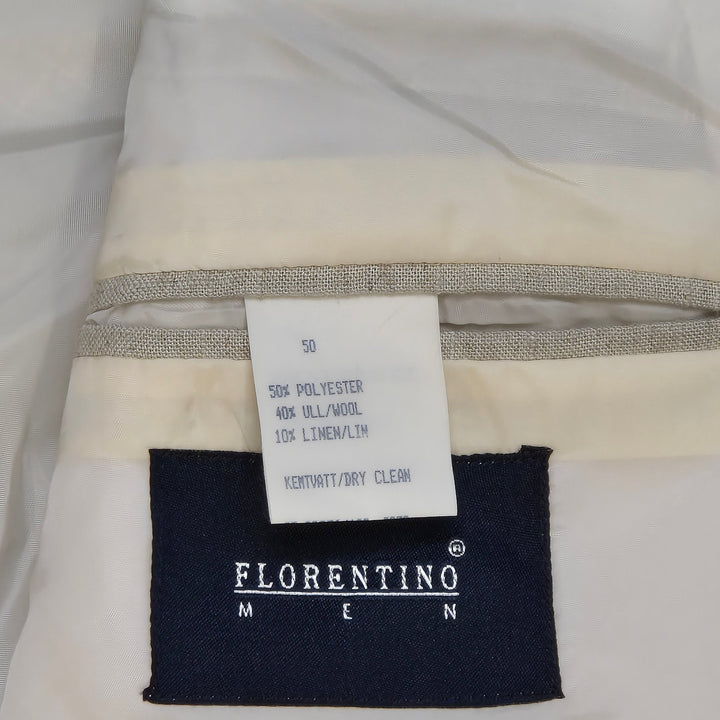 50
50% POLYESTER
40% ULL/WOOL
10% LINEN/LIN
KEMTVATT/DRY CLEAN
FLORENTINO®
MEN